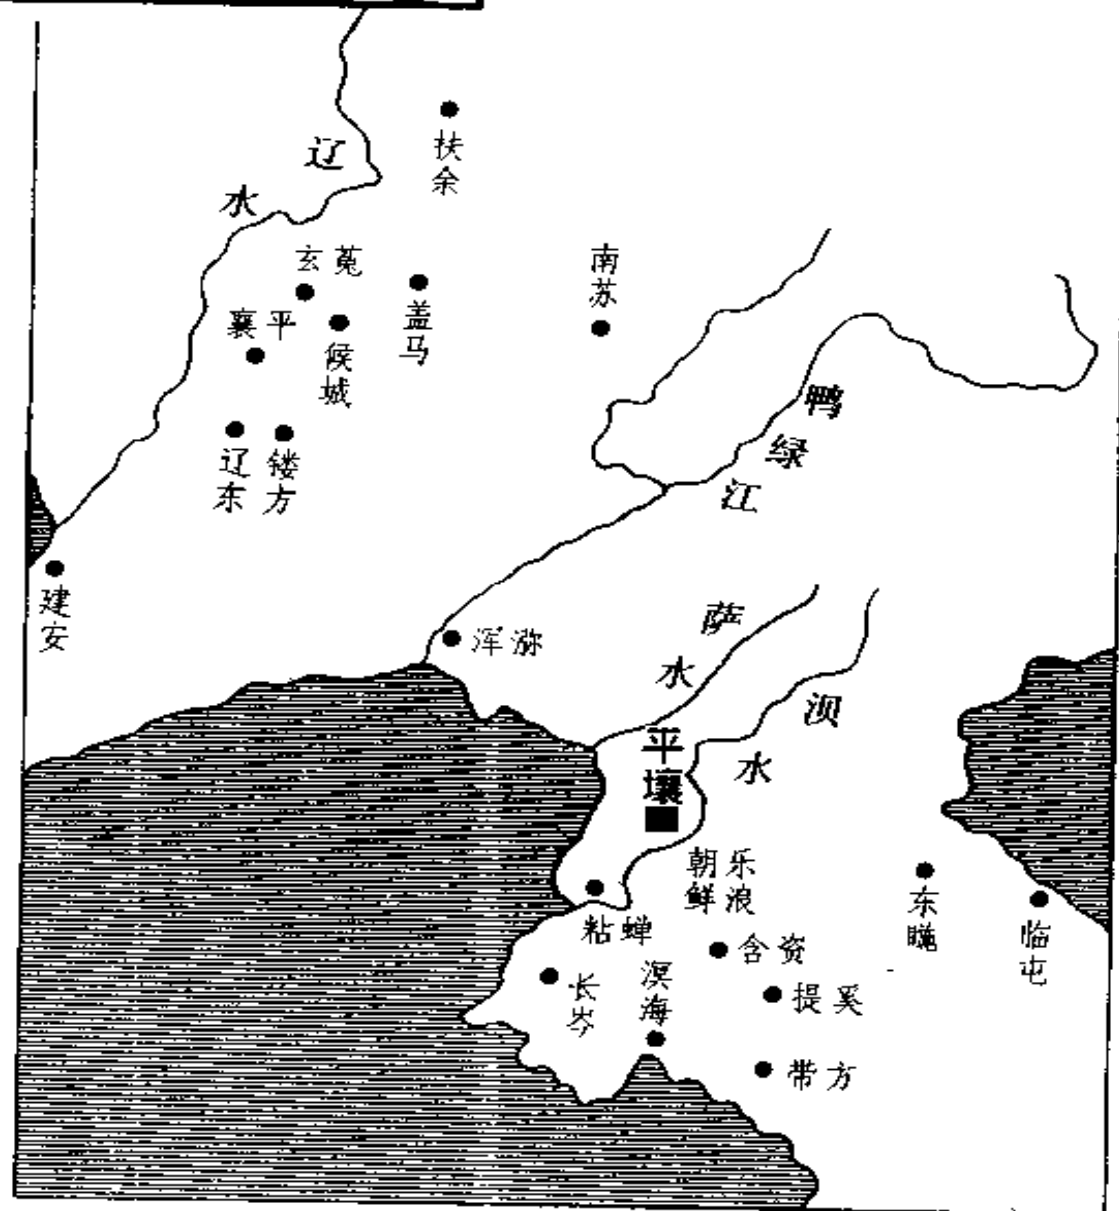 辽水
扶余
玄菟
盖马
南苏
襄平
候城
鸭绿江
辽东
镂方
建安
浑㳽
萨水
浿水
平壤
朝鲜
乐浪
粘蝉
东暆
临屯
含资
长岑
溟海
提奚
带方